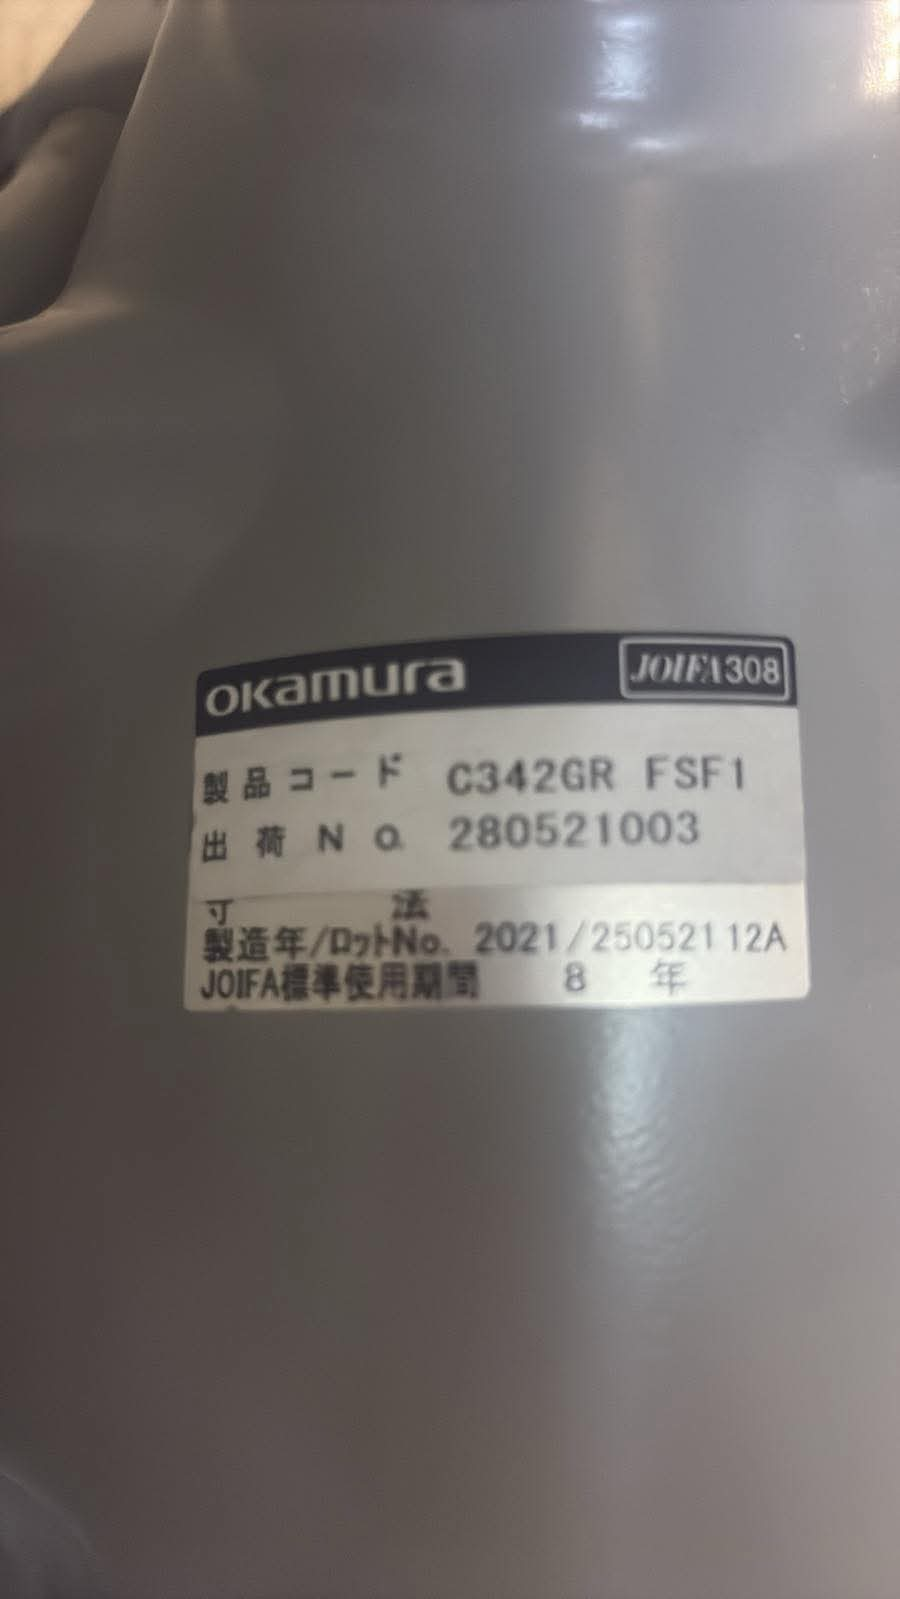 okamura JOIFA308
製品コード C342GR FSF1
出荷No. 280521003
寸法
製造年/ロットNo. 2021/25052112A
JOIFA標準使用期間 8 年